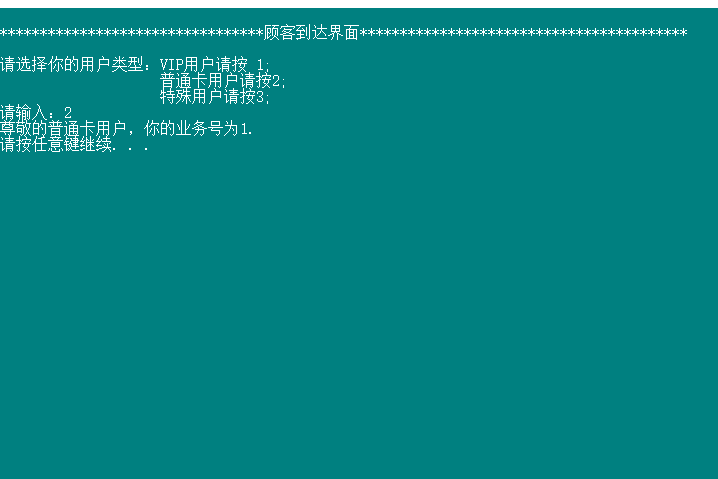 *********************************顾客到达界面*****************************************
请选择你的用户类型：VIP用户请按 1;
普通卡用户请按2;
特殊用户请按3;
请输入：2
尊敬的普通卡用户, 你的业务号为1.
请按任意键继续. . .